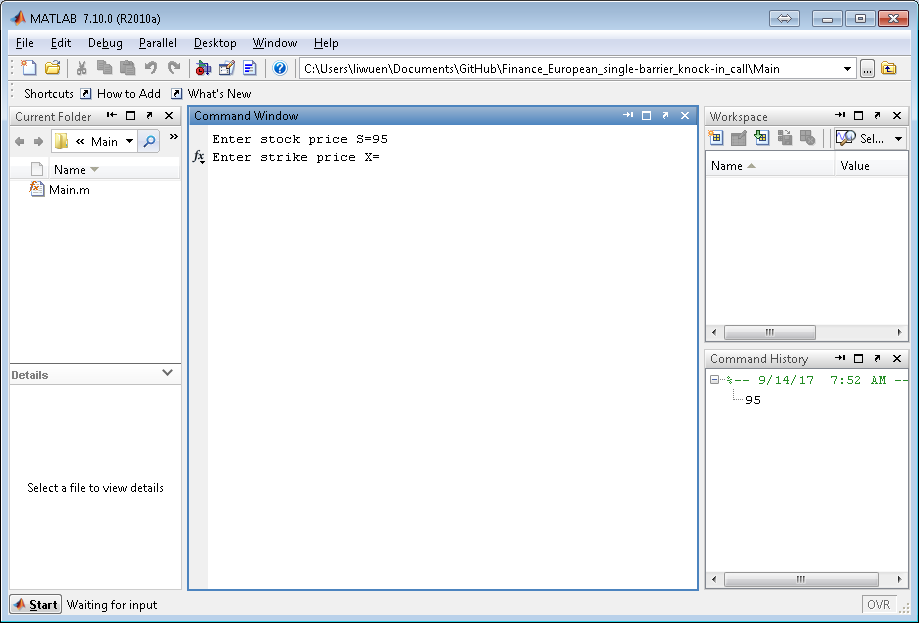 MATLAB 7.10.0 (R2010a)
File Edit Debug Parallel Desktop Window Help
C:\Users\liwuen\Documents\GitHub\Finance_European_single-barrier_knock-in_call\Main
...
Shortcuts How to Add What's New
Current Folder
« Main
»
Name
Main.m
Details
Select a file to view details
Command Window
Enter stock price S=95
fx Enter strike price X=
Workspace
Sel...
Name Value
Command History
%-- 9/14/17 7:52 AM --
95
Start Waiting for input
OVR